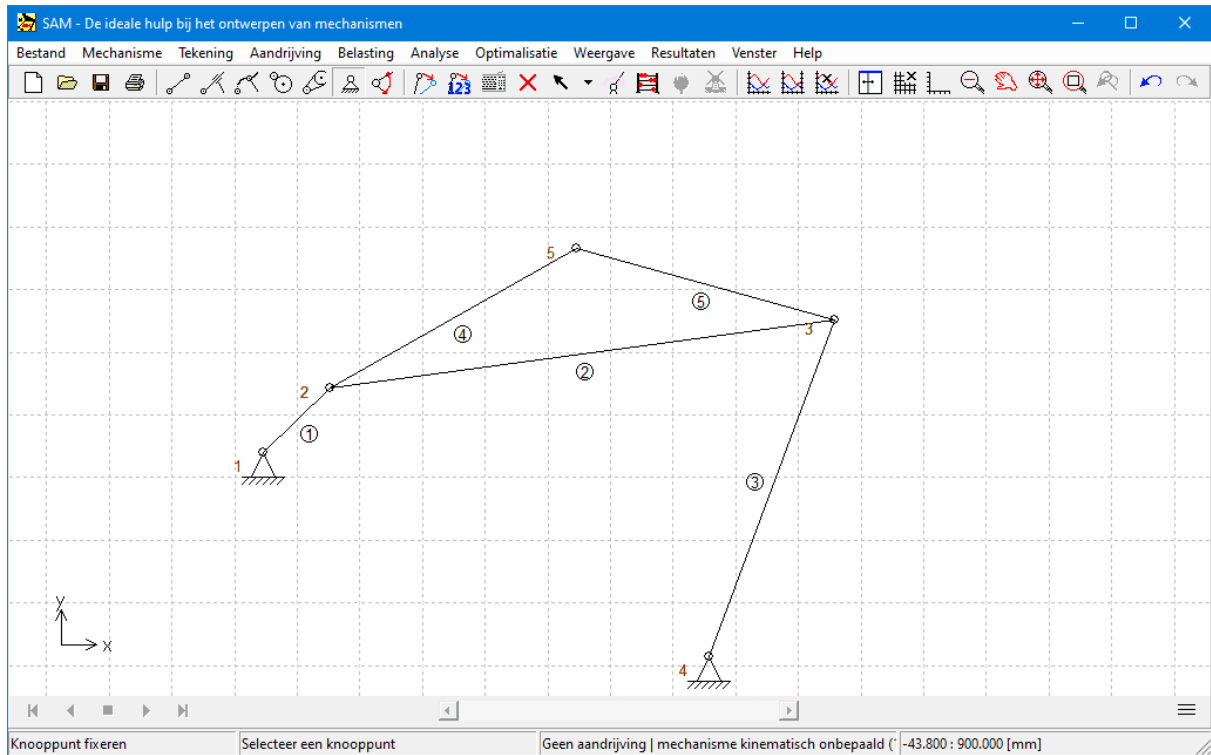 SAM - De ideale hulp bij het ontwerpen van mechanismen
Bestand Mechanisme Tekening Aandrijving Belasting Analyse Optimalisatie Weergave Resultaten Venster Help
123
5
5
3
4
2
2
1
1
3
4
y
x
Knooppunt fixeren Selecteer een knooppunt Geen aandrijving | mechanisme kinematisch onbepaald (' -43.800 : 900.000 [mm]